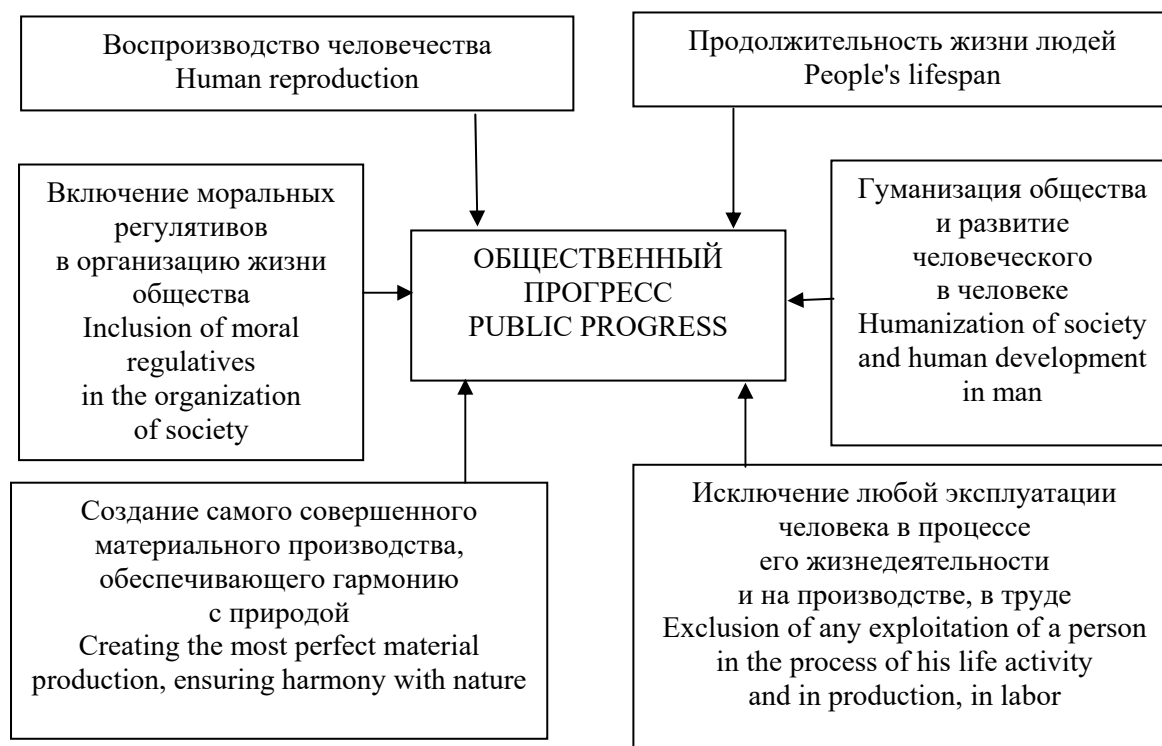 Воспроизводство человечества
Human reproduction
Продолжительность жизни людей
People's lifespan
Включение моральных
регулятивов
в организацию жизни
общества
Inclusion of moral
regulatives
in the organization
of society
ОБЩЕСТВЕННЫЙ
ПРОГРЕСС
PUBLIC PROGRESS
Гуманизация общества
и развитие
человеческого
в человеке
Humanization of society
and human development
in man
Создание самого совершенного
материального производства,
обеспечивающего гармонию
с природой
Creating the most perfect material
production, ensuring harmony with nature
Исключение любой эксплуатации
человека в процессе
его жизнедеятельности
и на производстве, в труде
Exclusion of any exploitation of a person
in the process of his life activity
and in production, in labor